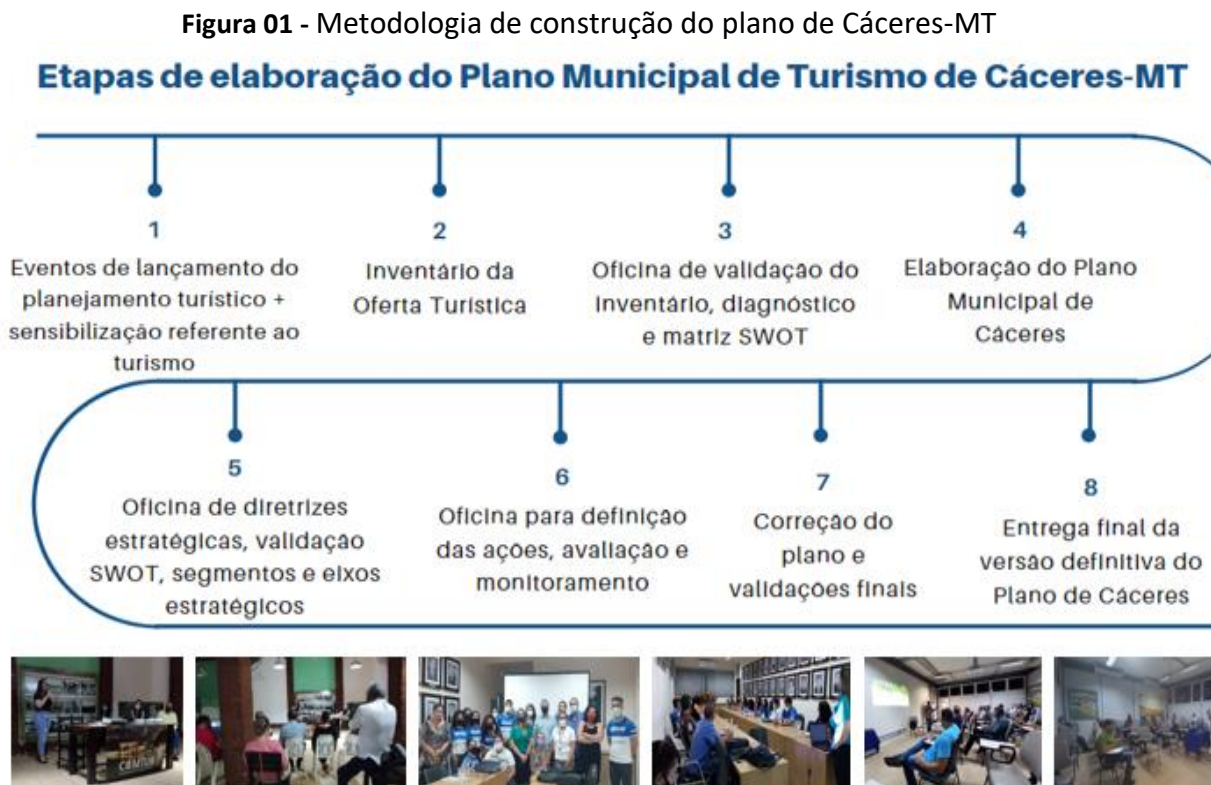 Figura 01 - Metodologia de construção do plano de Cáceres-MT
Etapas de elaboração do Plano Municipal de Turismo de Cáceres-MT
1
Eventos de lançamento do
planejamento turístico +
sensibilização referente ao
turismo
2
Inventário da
Oferta Turística
3
Oficina de validação do
inventário, diagnóstico
e matriz SWOT
4
Elaboração do Plano
Municipal de
Cáceres
5
Oficina de diretrizes
estratégicas, validação
SWOT, segmentos e eixos
estratégicos
6
Oficina para definição
das ações, avaliação e
monitoramento
7
Correção do
plano e
validações finais
8
Entrega final da
versão definitiva do
Plano de Cáceres